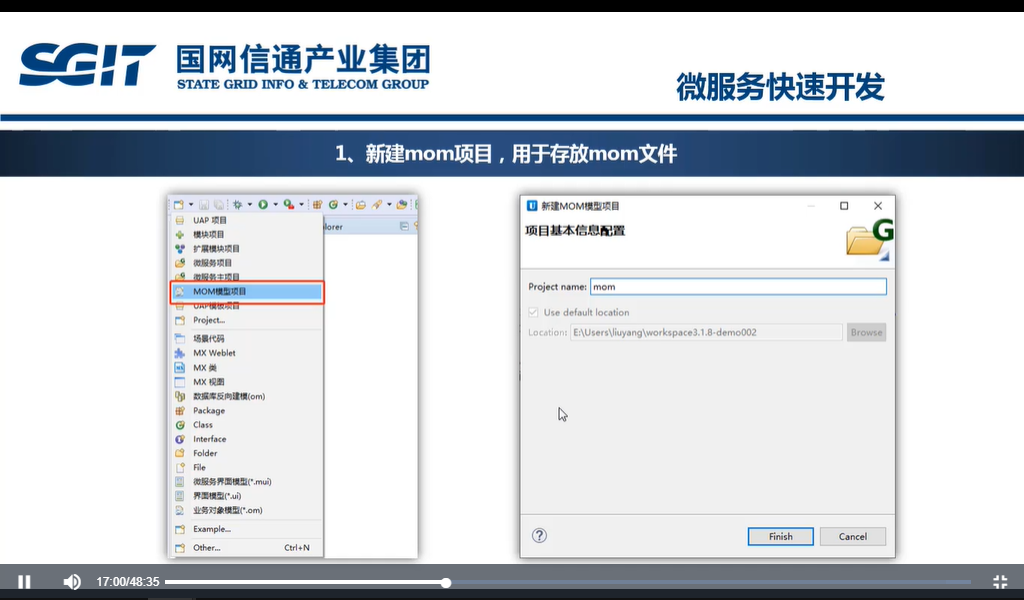 SGIT
国网信通产业集团
STATE GRID INFO & TELECOM GROUP
微服务快速开发
1、新建mom项目，用于存放mom文件
UAP 项目
模块项目
扩展模块项目
微服务项目
微服务主项目
MOM模型项目
UAP模板项目
Project...
场景代码
MX Weblet
MX 类
MX 视图
数据库反向建模(om)
Package
Class
Interface
Folder
File
微服务界面模型(*.mui)
界面模型(*.ui)
业务对象模型(*.om)
Example...
Other... Ctrl+N
lorer
新建MOM模型项目
项目基本信息配置
Project name: mom
Use default location
Location: E:\Users\liuyang\workspace3.1.8-demo002 Browse
Finish Cancel
17:00/48:35